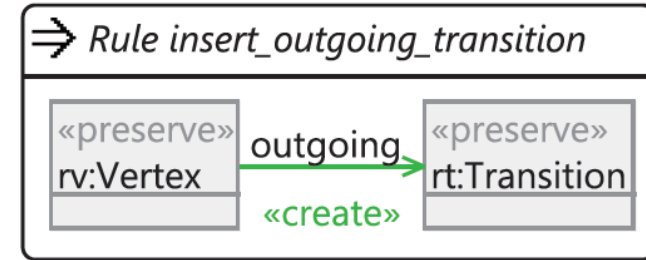 Rule insert_outgoing_transition
«preserve»
rv:Vertex
outgoing
«create»
«preserve»
rt:Transition